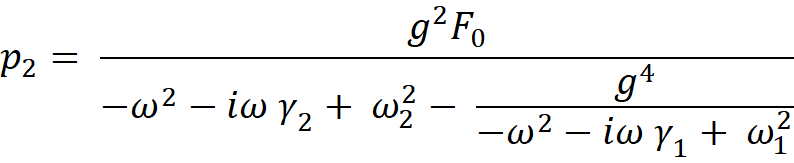 p₂ = g²F₀ / (−ω² − iω γ₂ + ω₂² − g⁴ / (−ω² − iω γ₁ + ω₁²))